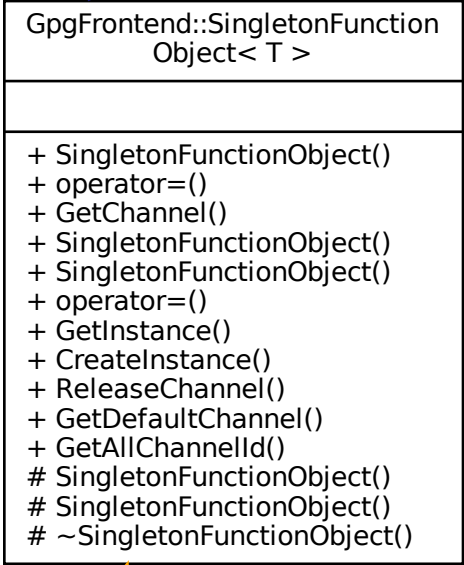 GpgFrontend::SingletonFunction
Object< T >
+ SingletonFunctionObject()
+ operator=()
+ GetChannel()
+ SingletonFunctionObject()
+ SingletonFunctionObject()
+ operator=()
+ GetInstance()
+ CreateInstance()
+ ReleaseChannel()
+ GetDefaultChannel()
+ GetAllChannelId()
# SingletonFunctionObject()
# SingletonFunctionObject()
# ~SingletonFunctionObject()